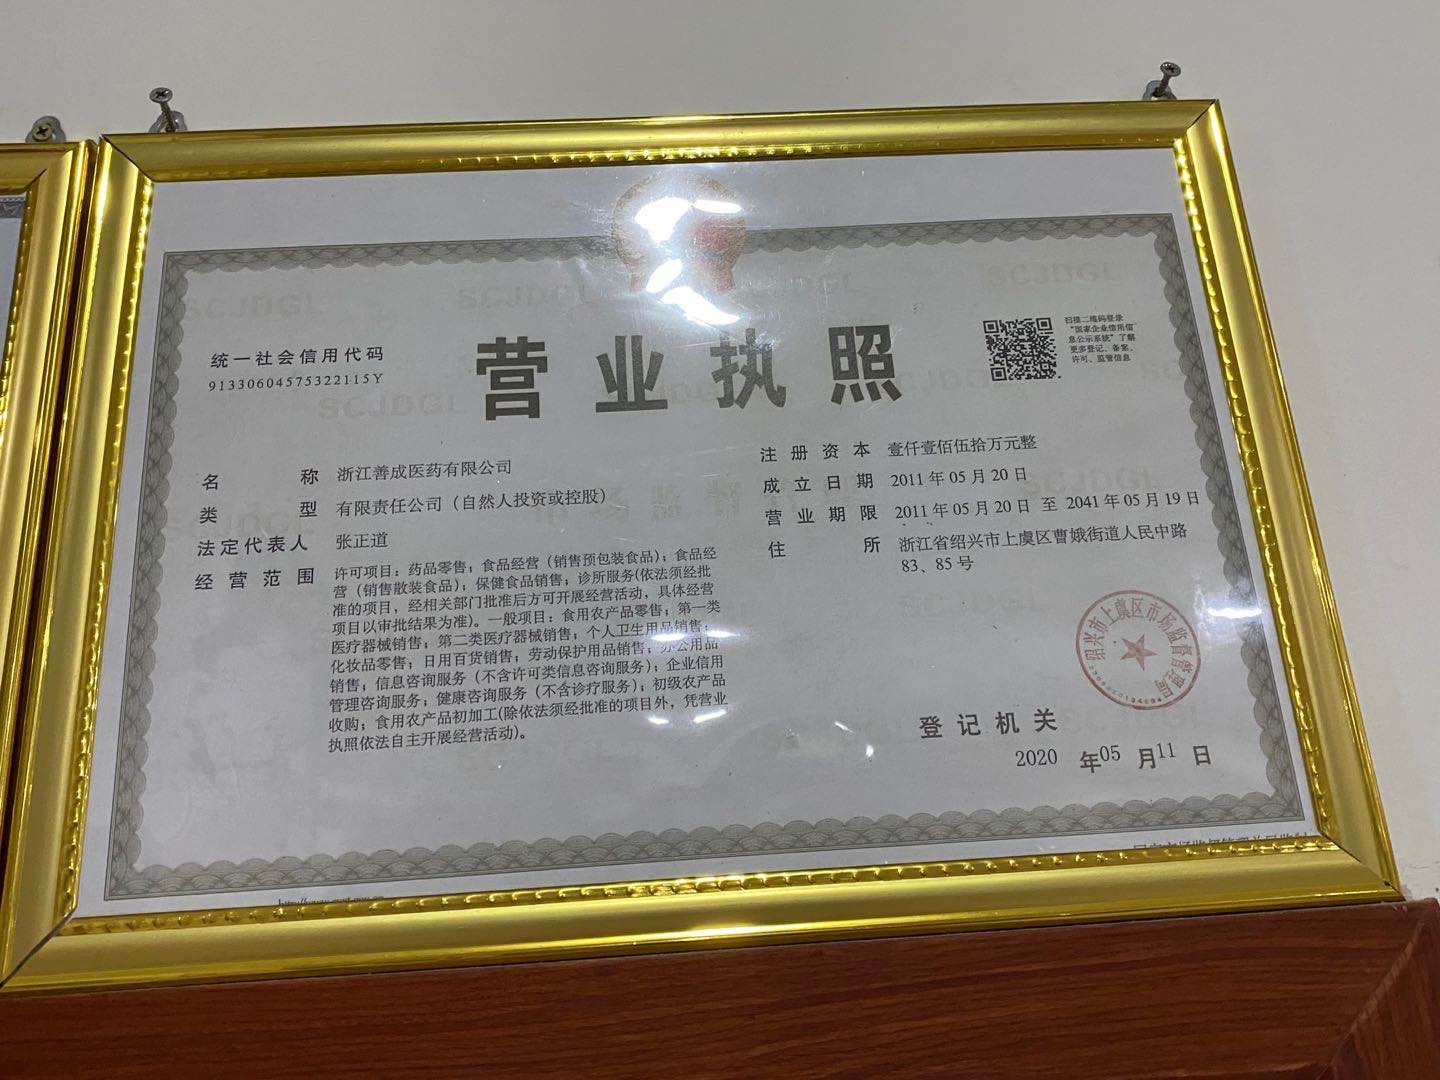 营业执照
统一社会信用代码
91330604575322115Y
扫描二维码登录
“国家企业信用信
息公示系统”了解
更多登记、备案、
许可、监管信息
名称 浙江善成医药有限公司
类型 有限责任公司（自然人投资或控股）
法定代表人 张正道
经营范围 许可项目：药品零售；食品经营（销售预包装食品）；食品经
营（销售散装食品）；保健食品销售；诊所服务(依法须经批
准的项目，经相关部门批准后方可开展经营活动，具体经营
项目以审批结果为准)。一般项目：食用农产品零售；第一类
医疗器械销售；第二类医疗器械销售；个人卫生用品销售；
化妆品零售；日用百货销售；劳动保护用品销售；办公用品
销售；信息咨询服务（不含许可类信息咨询服务）；企业信用
管理咨询服务；健康咨询服务（不含诊疗服务）；初级农产品
收购；食用农产品初加工(除依法须经批准的项目外，凭营业
执照依法自主开展经营活动)。
注册资本 壹仟壹佰伍拾万元整
成立日期 2011年05月20日
营业期限 2011年05月20日 至 2041年05月19日
住所 浙江省绍兴市上虞区曹娥街道人民中路
83、85号
绍兴市上虞区市场监督管理局
登记机关
2020 年05 月11 日